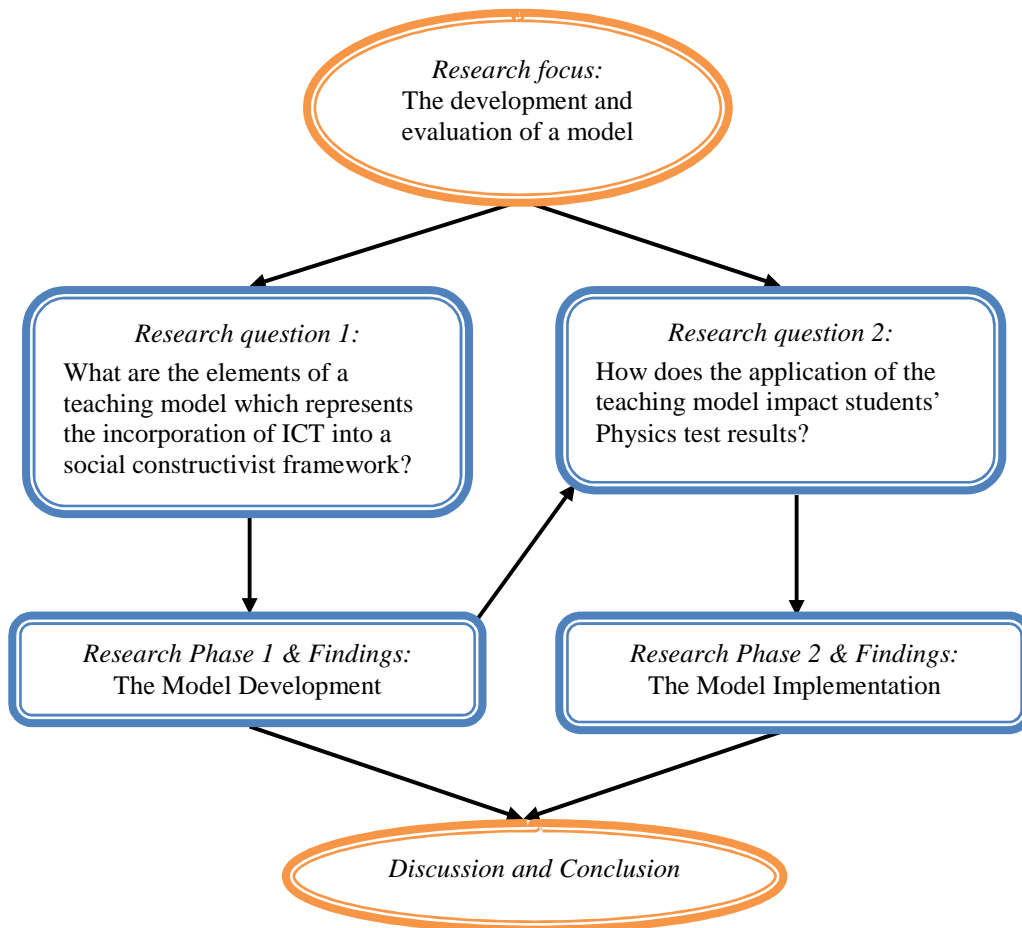 Research focus:
The development and
evaluation of a model
Research question 1:
What are the elements of a
teaching model which represents
the incorporation of ICT into a
social constructivist framework?
Research question 2:
How does the application of the
teaching model impact students’
Physics test results?
Research Phase 1 & Findings:
The Model Development
Research Phase 2 & Findings:
The Model Implementation
Discussion and Conclusion